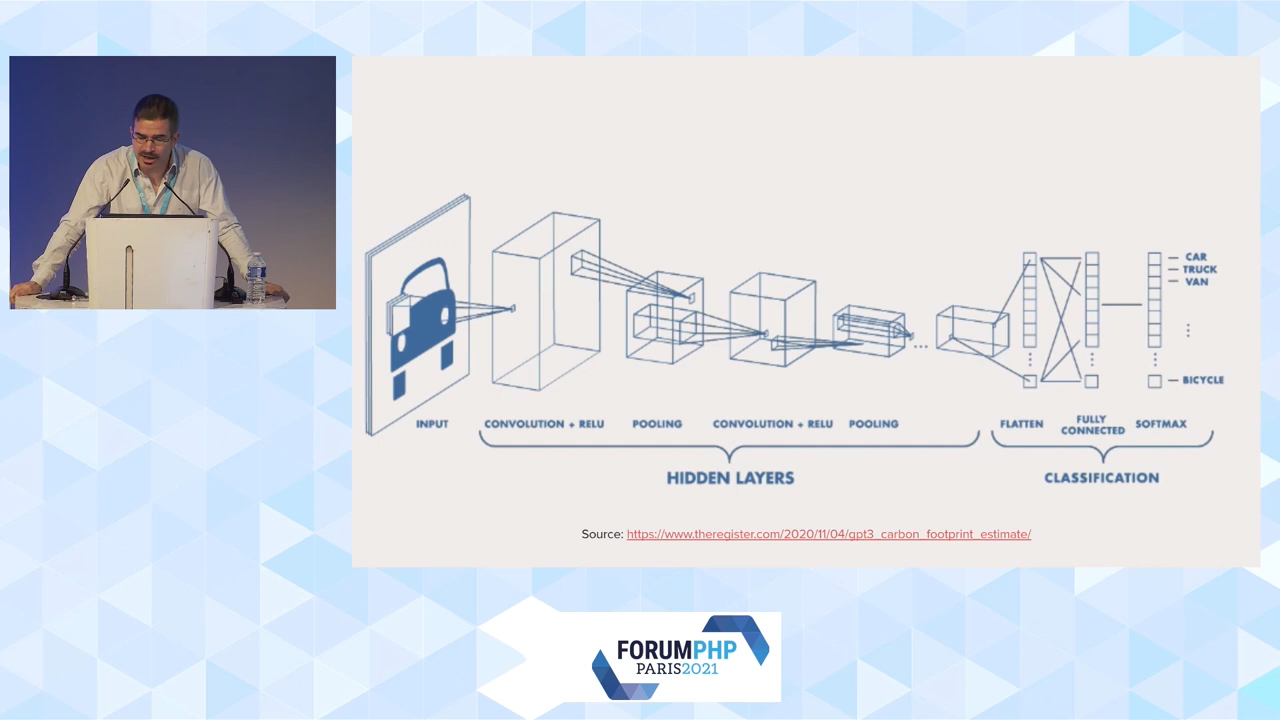 CAR
TRUCK
VAN
BICYCLE
INPUT
CONVOLUTION + RELU
POOLING
CONVOLUTION + RELU
POOLING
FLATTEN
FULLY
CONNECTED
SOFTMAX
HIDDEN LAYERS
CLASSIFICATION
Source: https://www.theregister.com/2020/11/04/gpt3_carbon_footprint_estimate/
FORUMPHP
PARIS2021